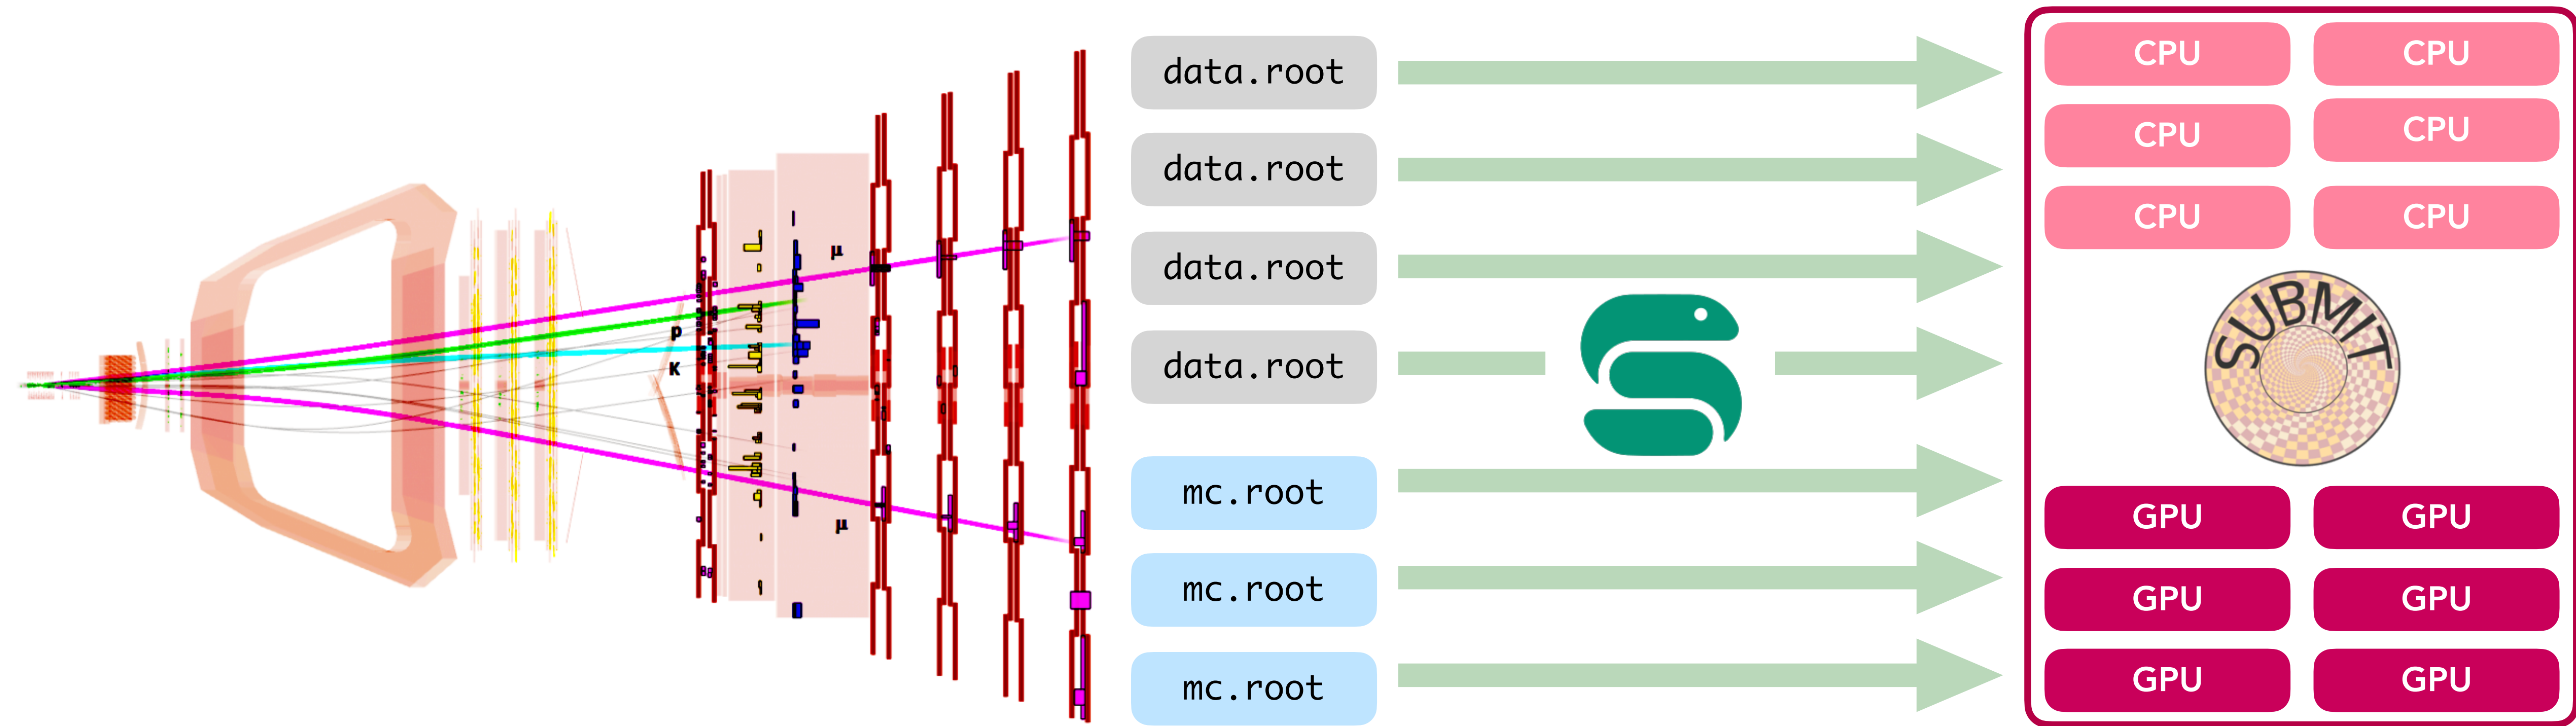 μ
p
K
μ
data.root
data.root
data.root
data.root
mc.root
mc.root
mc.root
CPU CPU
CPU CPU
CPU CPU
SUBMIT
GPU GPU
GPU GPU
GPU GPU